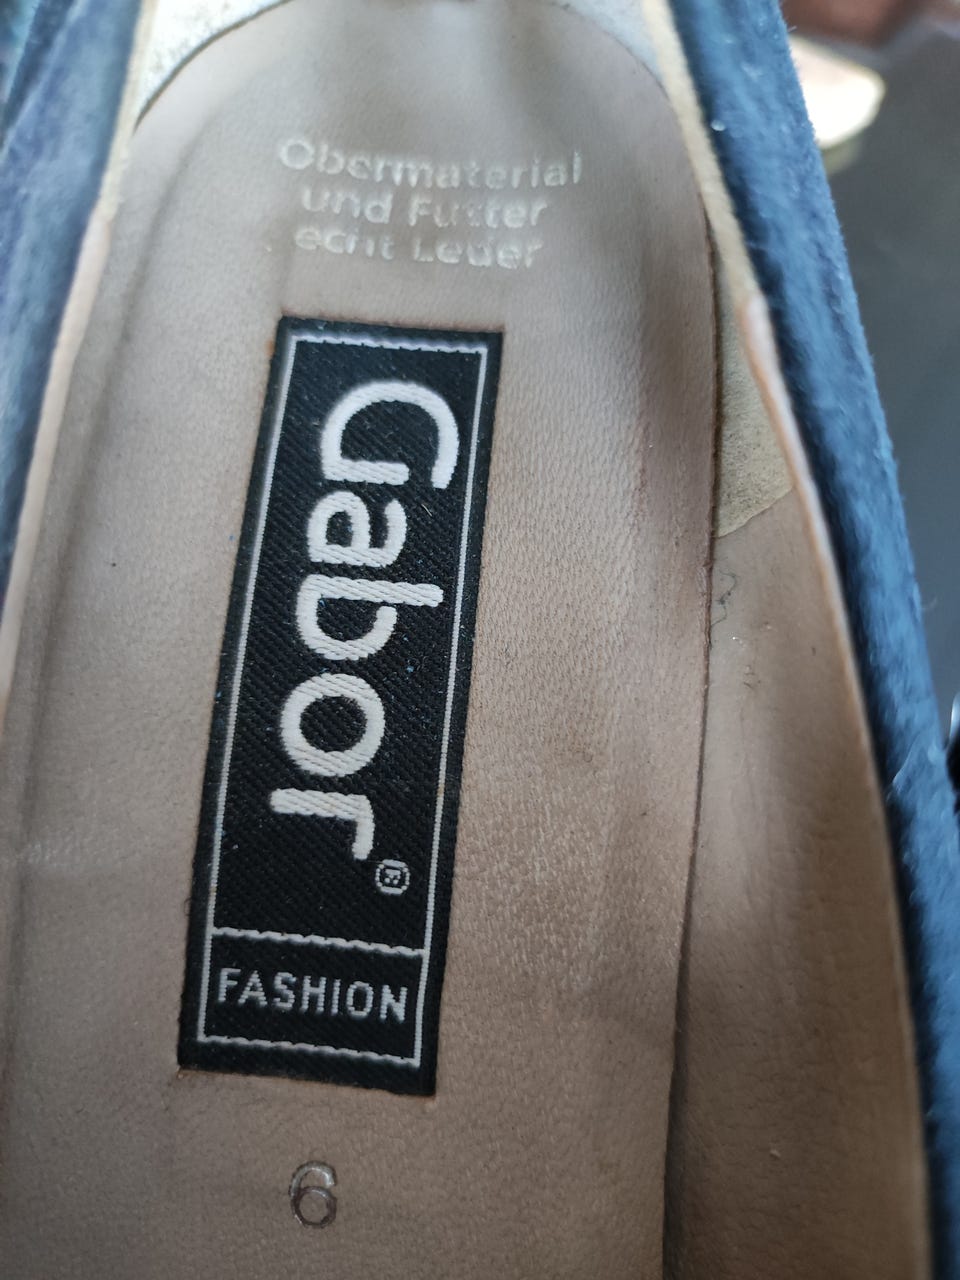 Obermaterial
und Futter
echt Leder
Gabor®
FASHION
6